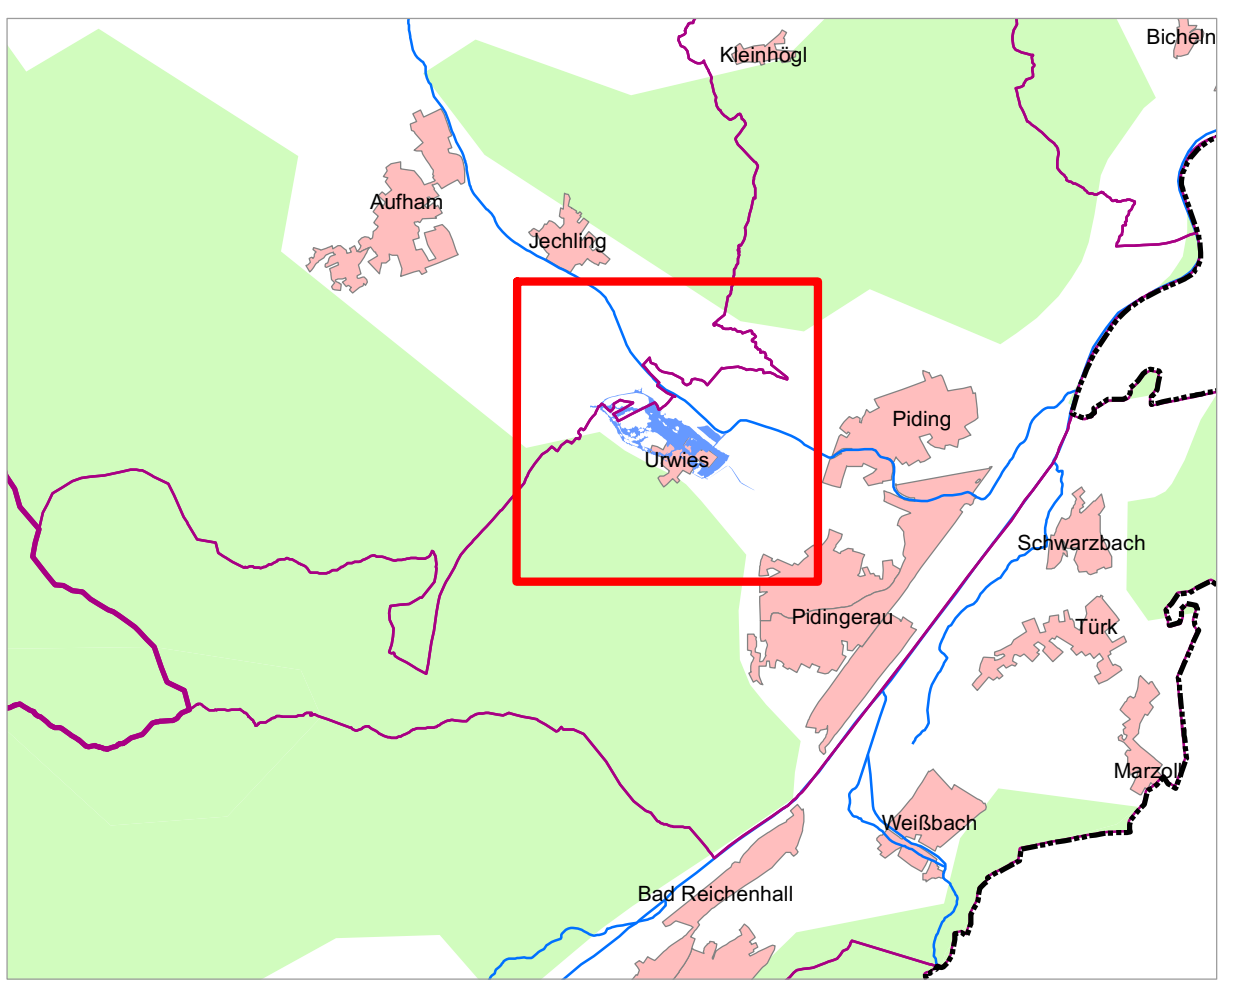 Kleinhögl
Bicheln
Aufham
Jechling
Piding
Urwies
Schwarzbach
Pidingerau
Türk
Marzoll
Weißbach
Bad Reichenhall